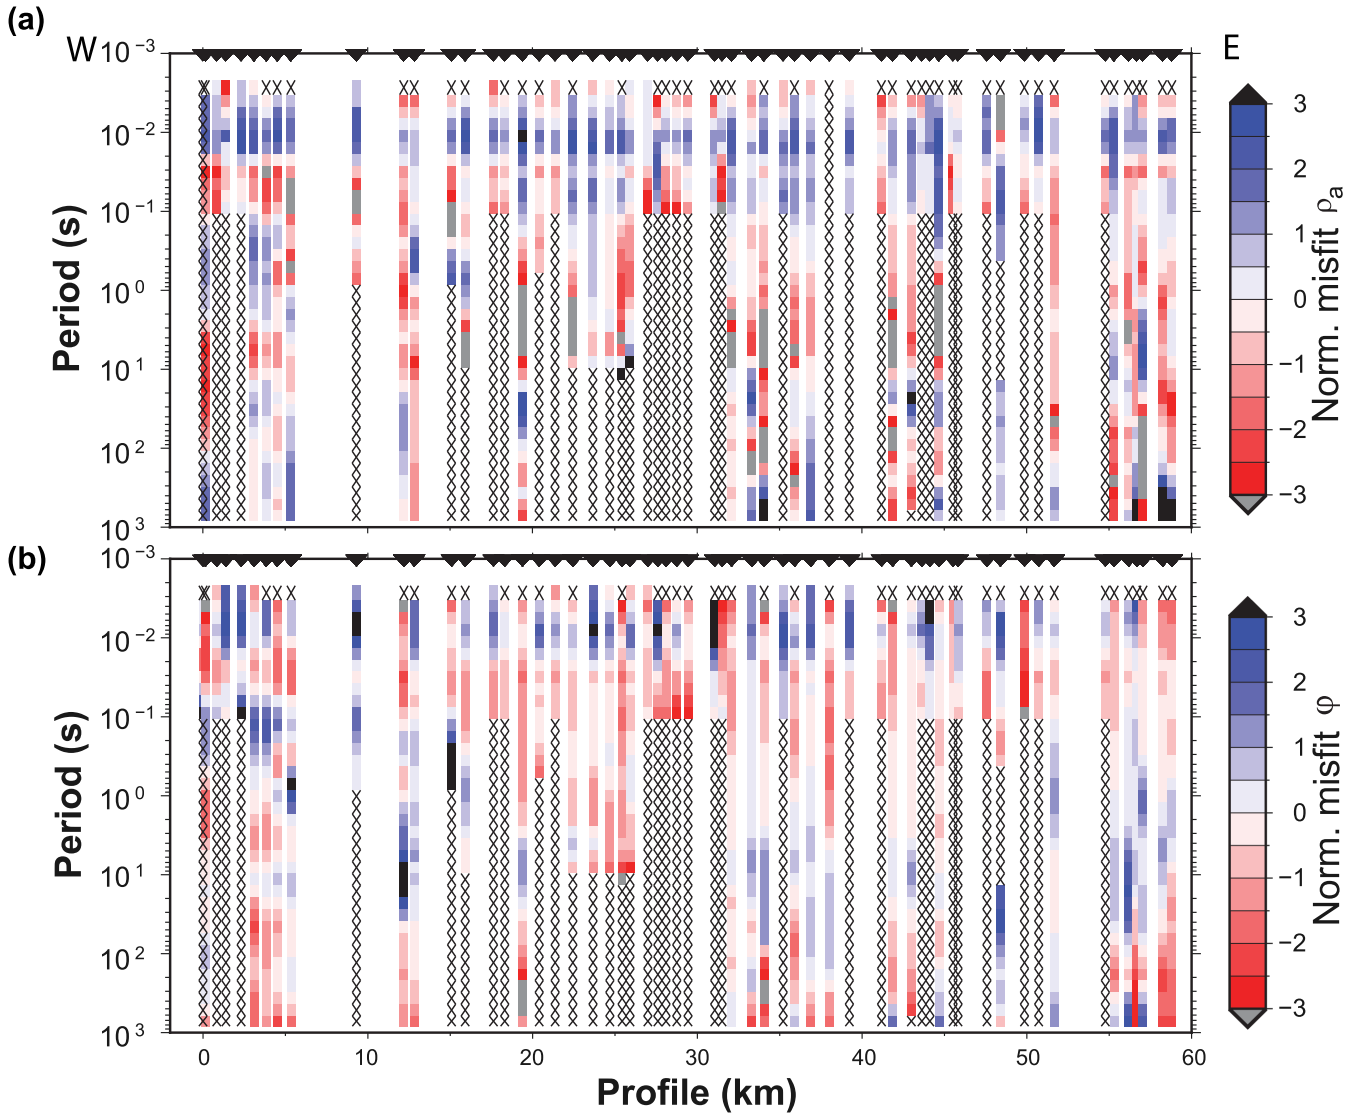 (a)
W
E
10⁻³
10⁻²
10⁻¹
10⁰
10¹
10²
10³
Period (s)
3
2
1
0
−1
−2
−3
Norm. misfit ρₐ
(b)
10⁻³
10⁻²
10⁻¹
10⁰
10¹
10²
10³
Period (s)
3
2
1
0
−1
−2
−3
Norm. misfit φ
0 10 20 30 40 50 60
Profile (km)